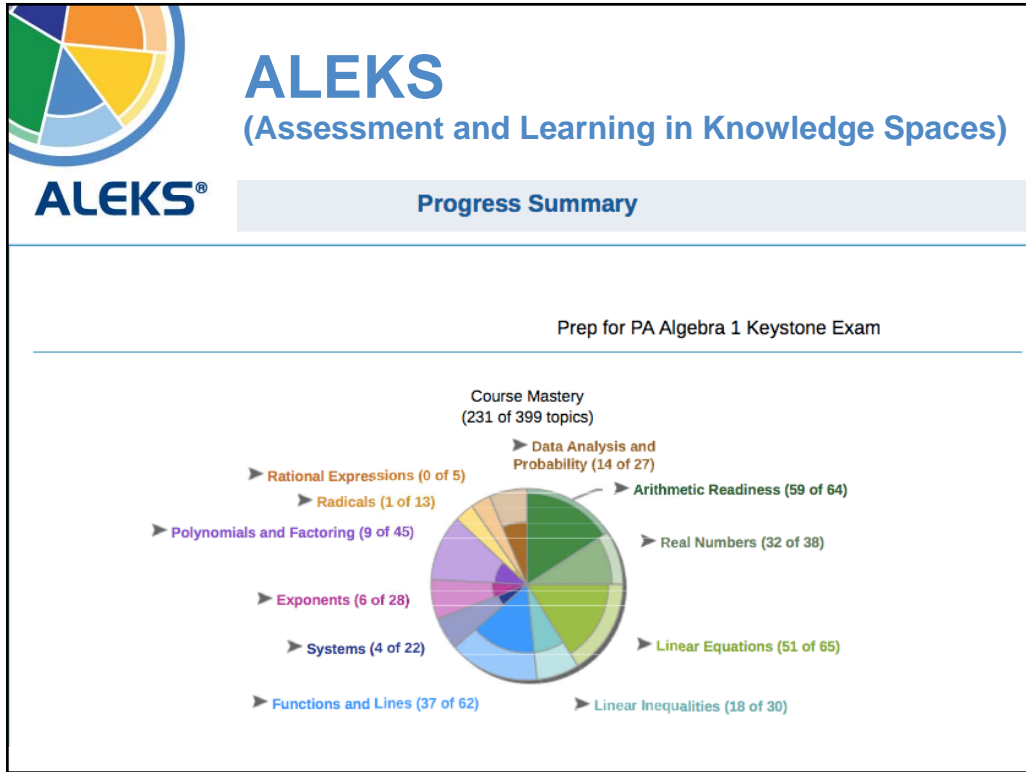 ALEKS
(Assessment and Learning in Knowledge Spaces)
ALEKS®
Progress Summary
Prep for PA Algebra 1 Keystone Exam
Course Mastery
(231 of 399 topics)
Data Analysis and
Probability (14 of 27)
Rational Expressions (0 of 5)
Arithmetic Readiness (59 of 64)
Radicals (1 of 13)
Polynomials and Factoring (9 of 45)
Real Numbers (32 of 38)
Exponents (6 of 28)
Systems (4 of 22)
Linear Equations (51 of 65)
Functions and Lines (37 of 62)
Linear Inequalities (18 of 30)